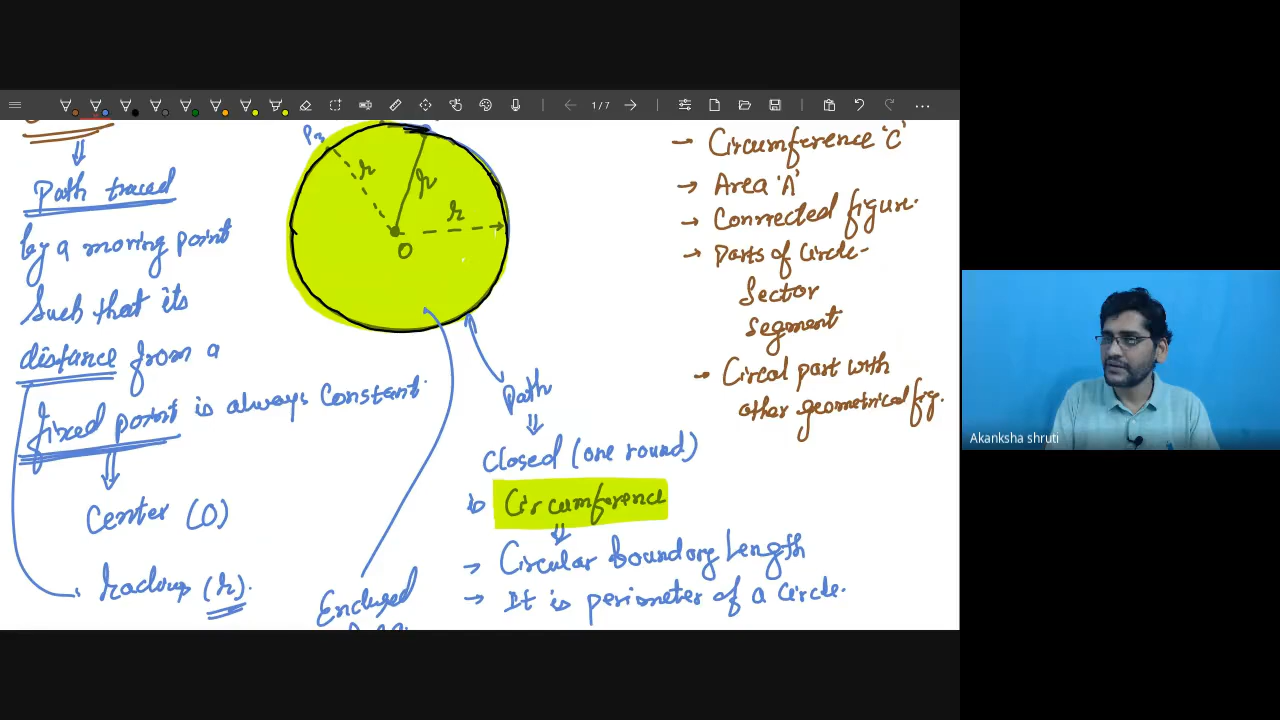 1/7
Path traced
by a moving point
Such that its
distance from a
fixed point is always constant.
Center (O)
radius (r).
P3
r
r
r
O
Path
Closed (one round)
is Circumference
→ Circular boundary Length
→ It is perimeter of a circle.
Enclosed
→ Circumference 'C'
→ Area 'A'
→ Connected figure.
→ Parts of Circle-
Sector
Segment
→ Circal part with
other geometrical fig.
Akanksha shruti